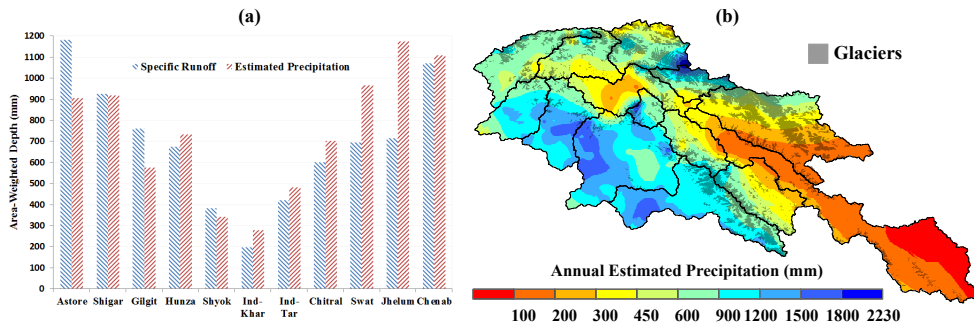 (a)
1200
1100
1000
900
800
700
600
500
400
300
200
100
0
Area-Weighted Depth (mm)
Specific Runoff
Estimated Precipitation
Astore Shigar Gilgit Hunza Shyok Ind-Khar Ind-Tar Chitral Swat Jhelum Chenab
(b)
Glaciers
Annual Estimated Precipitation (mm)
100 200 300 450 600 900 1200 1500 1800 2230